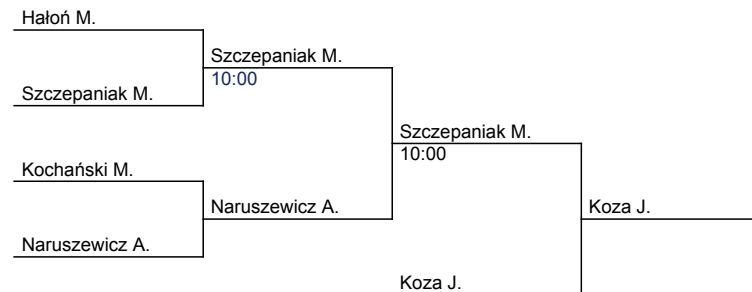 Hałoń M.
Szczepaniak M.
10:00
Szczepaniak M.
Szczepaniak M.
10:00
Kochański M.
Naruszewicz A.
Koza J.
Naruszewicz A.
Koza J.